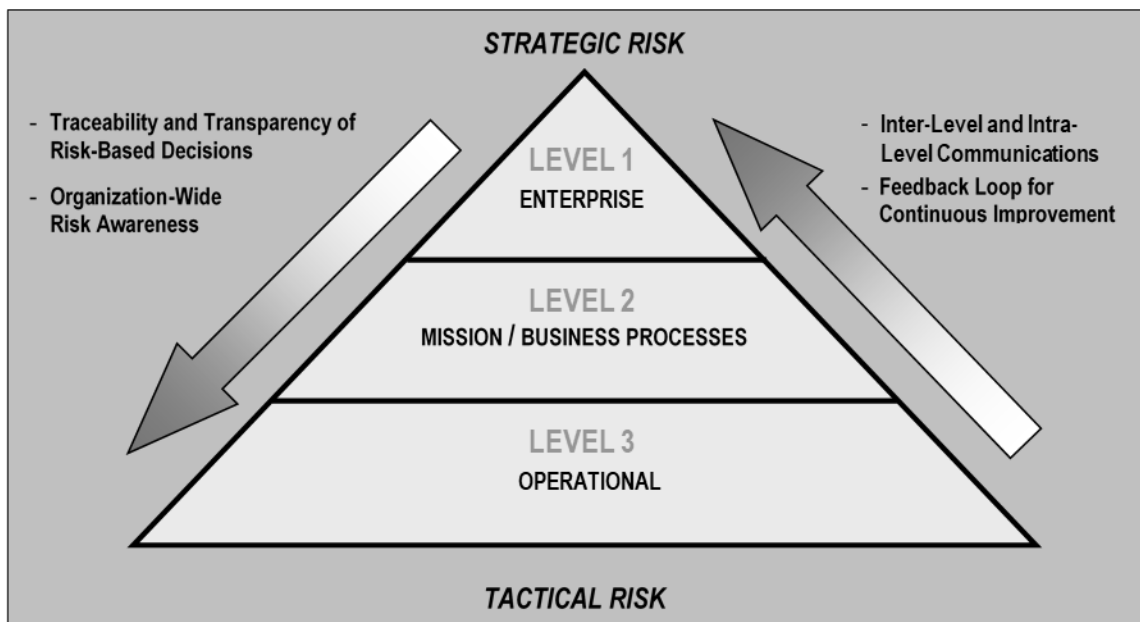 STRATEGIC RISK
- Traceability and Transparency of
Risk-Based Decisions
- Organization-Wide
Risk Awareness
- Inter-Level and Intra-
Level Communications
- Feedback Loop for
Continuous Improvement
LEVEL 1
ENTERPRISE
LEVEL 2
MISSION / BUSINESS PROCESSES
LEVEL 3
OPERATIONAL
TACTICAL RISK